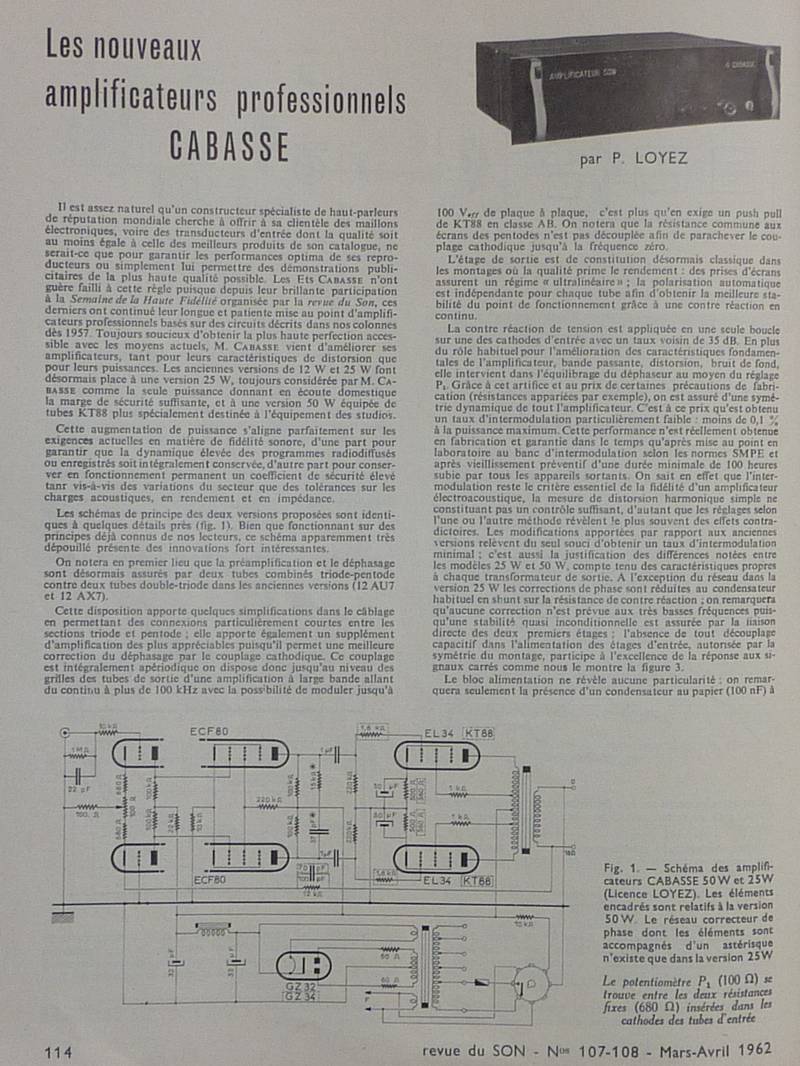 Les nouveaux
amplificateurs professionnels
CABASSE
AMPLIFICATEUR SON
CABASSE
par P. LOYEZ
Il est assez naturel qu'un constructeur spécialiste de haut-parleurs
de réputation mondiale cherche à offrir à sa clientèle des maillons
électroniques, voire des transducteurs d'entrée dont la qualité soit
au moins égale à celle des meilleurs produits de son catalogue, ne
serait-ce que pour garantir les performances optima de ses repro-
ducteurs ou simplement lui permettre des démonstrations publi-
citaires de la plus haute qualité possible. Les Ets CABASSE n'ont
guère failli à cette règle puisque depuis leur brillante participation
à la Semaine de la Haute Fidélité organisée par la revue du Son, ces
derniers ont continué leur longue et patiente mise au point d'amplifi-
cateurs professionnels basés sur des circuits décrits dans nos colonnes
dès 1957. Toujours soucieux d'obtenir la plus haute perfection acces-
sible avec les moyens actuels, M. CABASSE vient d'améliorer ses
amplificateurs, tant pour leurs caractéristiques de distorsion que
pour leurs puissances. Les anciennes versions de 12 W et 25 W font
désormais place à une version 25 W, toujours considérée par M. CA-
BASSE comme la seule puissance donnant en écoute domestique
la marge de sécurité suffisante, et à une version 50 W équipée de
tubes KT88 plus spécialement destinée à l'équipement des studios.
Cette augmentation de puissance s'aligne parfaitement sur les
exigences actuelles en matière de fidélité sonore, d'une part pour
garantir que la dynamique élevée des programmes radiodiffusés
ou enregistrés soit intégralement conservée, d'autre part pour conser-
ver en fonctionnement permanent un coefficient de sécurité élevé
tant vis-à-vis des variations du secteur que des tolérances sur les
charges acoustiques, en rendement et en impédance.
Les schémas de principe des deux versions proposées sont identi-
ques à quelques détails près (fig. 1). Bien que fonctionnant sur des
principes déjà connus de nos lecteurs, ce schéma apparemment très
dépouillé présente des innovations fort intéressantes.
On notera en premier lieu que la préamplification et le déphasage
sont désormais assurés par deux tubes combinés triode-pentode
contre deux tubes double-triode dans les anciennes versions (12 AU7
et 12 AX7).
Cette disposition apporte quelques simplifications dans le câblage
en permettant des connexions particulièrement courtes entre les
sections triode et pentode ; elle apporte également un supplément
d'amplification des plus appréciables puisqu'il permet une meilleure
correction du déphasage par le couplage cathodique. Ce couplage
est intégralement apériodique on dispose donc jusqu'au niveau des
grilles des tubes de sortie d'une amplification à large bande allant
du continu à plus de 100 kHz avec la possibilité de moduler jusqu'à
100 Veff de plaque à plaque, c'est plus qu'en exige un push pull
de KT88 en classe AB. On notera que la résistance commune aux
écrans des pentodes n'est pas découplée afin de parachever le cou-
plage cathodique jusqu'à la fréquence zéro.
L'étage de sortie est de constitution désormais classique dans
les montages où la qualité prime le rendement : des prises d'écrans
assurent un régime « ultralinéaire » ; la polarisation automatique
est indépendante pour chaque tube afin d'obtenir la meilleure sta-
bilité du point de fonctionnement grâce à une contre réaction en
continu.
La contre réaction de tension est appliquée en une seule boucle
sur une des cathodes d'entrée avec un taux voisin de 35 dB. En plus
du rôle habituel pour l'amélioration des caractéristiques fondamen-
tales de l'amplificateur, bande passante, distorsion, bruit de fond,
elle intervient dans l'équilibrage du déphaseur au moyen du réglage
P₁. Grâce à cet artifice et au prix de certaines précautions de fabri-
cation (résistances appariées par exemple), on est assuré d'une symé-
trie dynamique de tout l'amplificateur. C'est à ce prix qu'est obtenu
un taux d'intermodulation particulièrement faible : moins de 0,1 %
à la puissance maximum. Cette performance n'est réellement obtenue
en fabrication et garantie dans le temps qu'après mise au point en
laboratoire au banc d'intermodulation selon les normes SMPE et
après vieillissement préventif d'une durée minimale de 100 heures
subie par tous les appareils sortants. On sait en effet que l'inter-
modulation reste le critère essentiel de la fidélité d'un amplificateur
électroacoustique, la mesure de distorsion harmonique simple ne
constituant pas un contrôle suffisant, d'autant que les réglages selon
l'une ou l'autre méthode révèlent le plus souvent des effets contra-
dictoires. Les modifications apportées par rapport aux anciennes
versions relèvent du seul souci d'obtenir un taux d'intermodulation
minimal ; c'est aussi la justification des différences notées entre
les modèles 25 W et 50 W, compte tenu des caractéristiques propres
à chaque transformateur de sortie. A l'exception du réseau dans la
version 25 W les corrections de phase sont réduites au condensateur
habituel en shunt sur la résistance de contre réaction ; on remarquera
qu'aucune correction n'est prévue aux très basses fréquences puis-
qu'une stabilité quasi inconditionnelle est assurée par la liaison
directe des deux premiers étages ; l'absence de tout découplage
capacitif dans l'alimentation des étages d'entrée, autorisée par la
symétrie du montage, participe à l'excellence de la réponse aux si-
gnaux carrés comme nous le montre la figure 3.
Le bloc alimentation ne révèle aucune particularité : on remar-
quera seulement la présence d'un condensateur au papier (100 nF) à
ECF80
EL34 KT88
1MΩ
22 pF
680 Ω
100 Ω
100 kΩ
22 kΩ
220 kΩ
100 kΩ
15 kΩ
1 µF
220 kΩ
1,8 kΩ
50 µF
1 kΩ
1 kΩ
ECF80
1µF
12 kΩ
1,8 kΩ
EL34 KT88
GZ 32
GZ 34
60 Ω
60 Ω
10 kΩ
Fig. 1. — Schéma des amplifi-
cateurs CABASSE 50W et 25W
(Licence LOYEZ). Les éléments
encadrés sont relatifs à la version
50 W. Le réseau correcteur de
phase dont les éléments sont
accompagnés d'un astérisque
n'existe que dans la version 25W
Le potentiomètre P₁ (100 Ω) se
trouve entre les deux résistances
fixes (680 Ω) insérées dans les
cathodes des tubes d'entrée
114
revue du SON - Nos 107-108 - Mars-Avril 1962